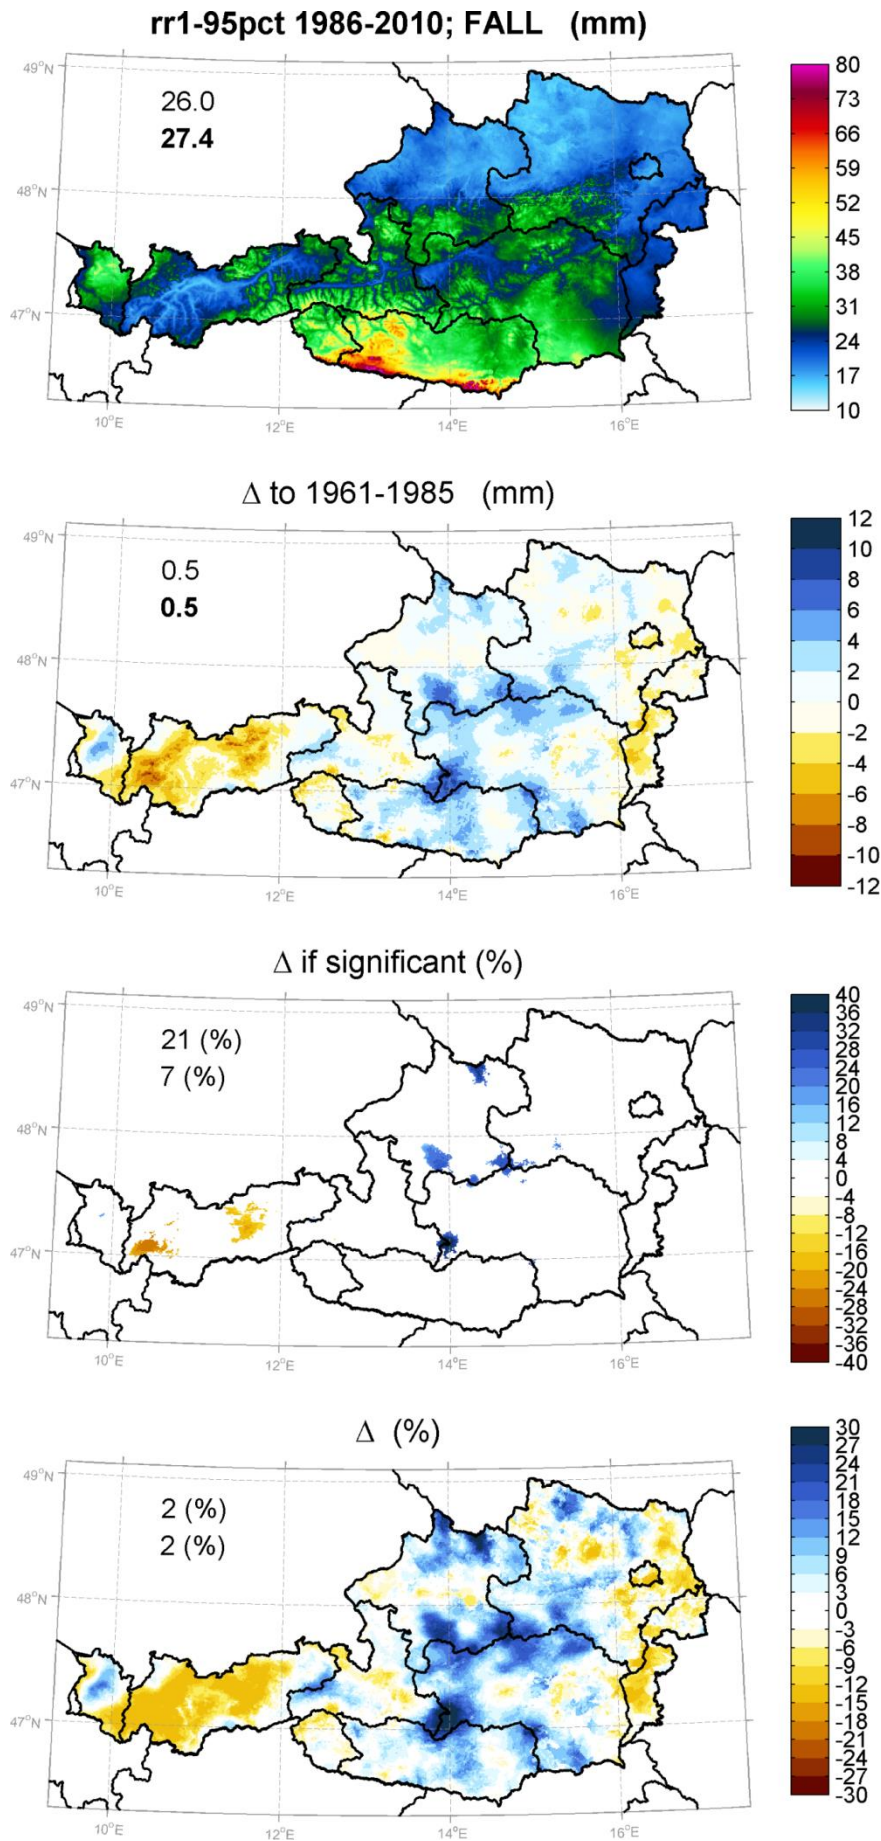 rr1-95pct 1986-2010; FALL (mm)
26.0
27.4
49°N
48°N
47°N
10°E
12°E
14°E
16°E
80
73
66
59
52
45
38
31
24
17
10
Δ to 1961-1985 (mm)
0.5
0.5
49°N
48°N
47°N
10°E
12°E
14°E
16°E
12
10
8
6
4
2
0
-2
-4
-6
-8
-10
-12
Δ if significant (%)
21 (%)
7 (%)
49°N
48°N
47°N
10°E
12°E
14°E
16°E
40
36
32
28
24
20
16
12
8
4
0
-4
-8
-12
-16
-20
-24
-28
-32
-36
-40
Δ (%)
2 (%)
2 (%)
49°N
48°N
47°N
10°E
12°E
14°E
16°E
30
27
24
21
18
15
12
9
6
3
0
-3
-6
-9
-12
-15
-18
-21
-24
-27
-30